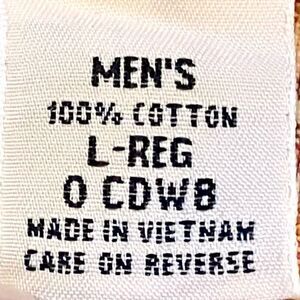 MEN'S
100% COTTON
L-REG
0 CDW8
MADE IN VIETNAM
CARE ON REVERSE